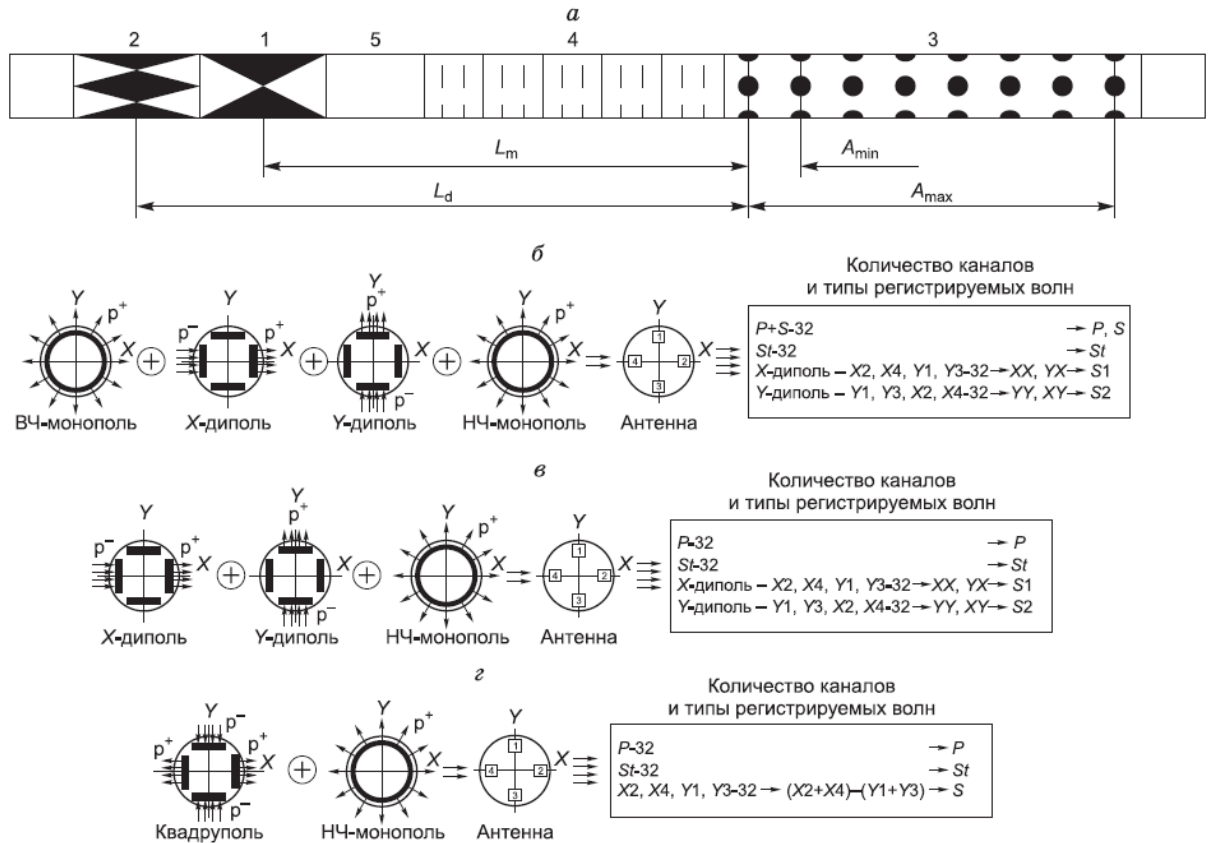 а
2 1 5 4 3
Lm
Amin
Ld
Amax
б
Количество каналов
и типы регистрируемых волн
Y p+ X
Y p− p+ X
Y p+ X p−
Y p+ X
Y X 1 2 3 4
ВЧ-монополь
X-диполь
Y-диполь
НЧ-монополь
Антенна
P+S-32 → P, S
St-32 → St
X-диполь – X2, X4, Y1, Y3-32 → XX, YX → S1
Y-диполь – Y1, Y3, X2, X4-32 → YY, XY → S2
в
Количество каналов
и типы регистрируемых волн
Y p− p+ X
Y p+ X p−
Y p+ X
Y X 1 2 3 4
X-диполь
Y-диполь
НЧ-монополь
Антенна
P-32 → P
St-32 → St
X-диполь – X2, X4, Y1, Y3-32 → XX, YX → S1
Y-диполь – Y1, Y3, X2, X4-32 → YY, XY → S2
г
Количество каналов
и типы регистрируемых волн
Y p− p+ p+ X p−
Y p+ X
Y X 1 2 3 4
Квадруполь
НЧ-монополь
Антенна
P-32 → P
St-32 → St
X2, X4, Y1, Y3-32 → (X2+X4)–(Y1+Y3) → S